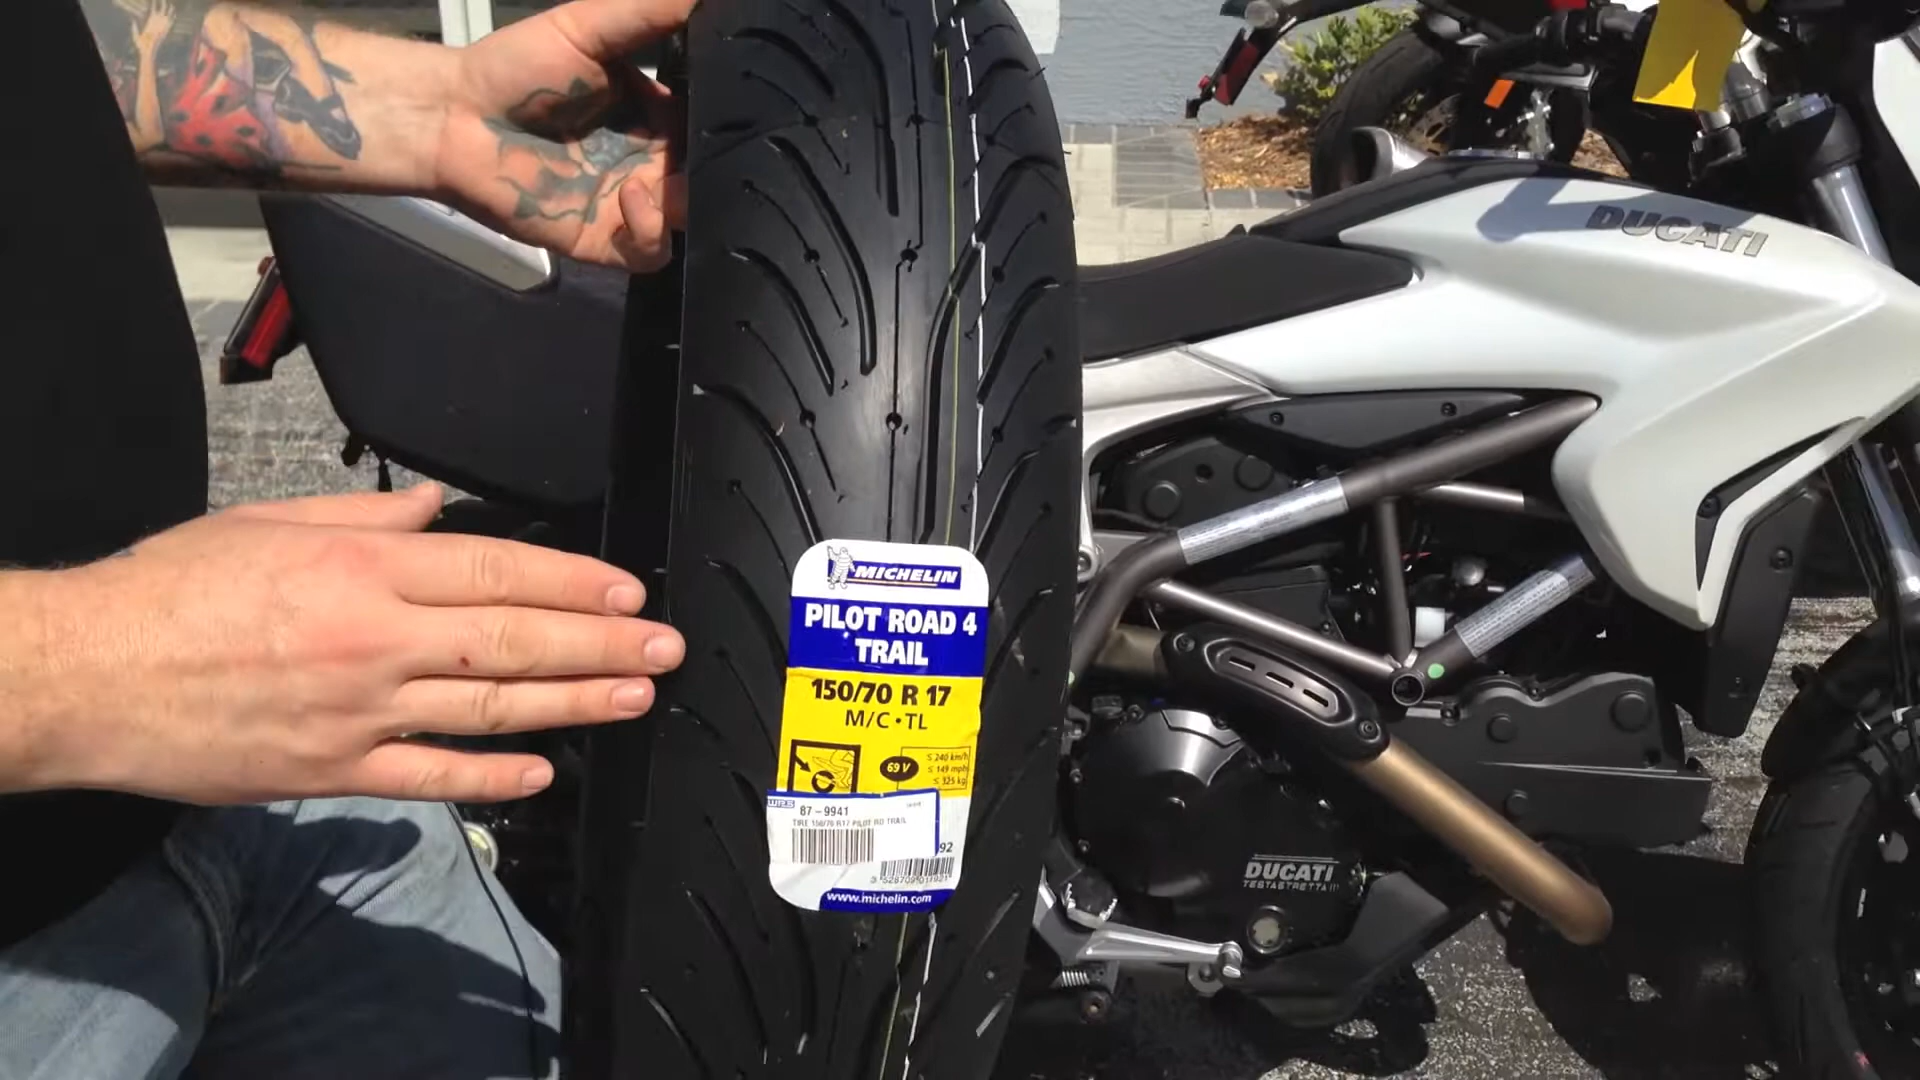 DUCATI
MICHELIN
PILOT ROAD 4
TRAIL
150/70 R 17
M/C • TL
69 V
≤ 240 km/h
≤ 149 mph
≤ 325 kg
87-9941
TIRE 150/70 R17 PILOT RD TRAIL
92
www.michelin.com
DUCATI
TESTASTRETTA 11°